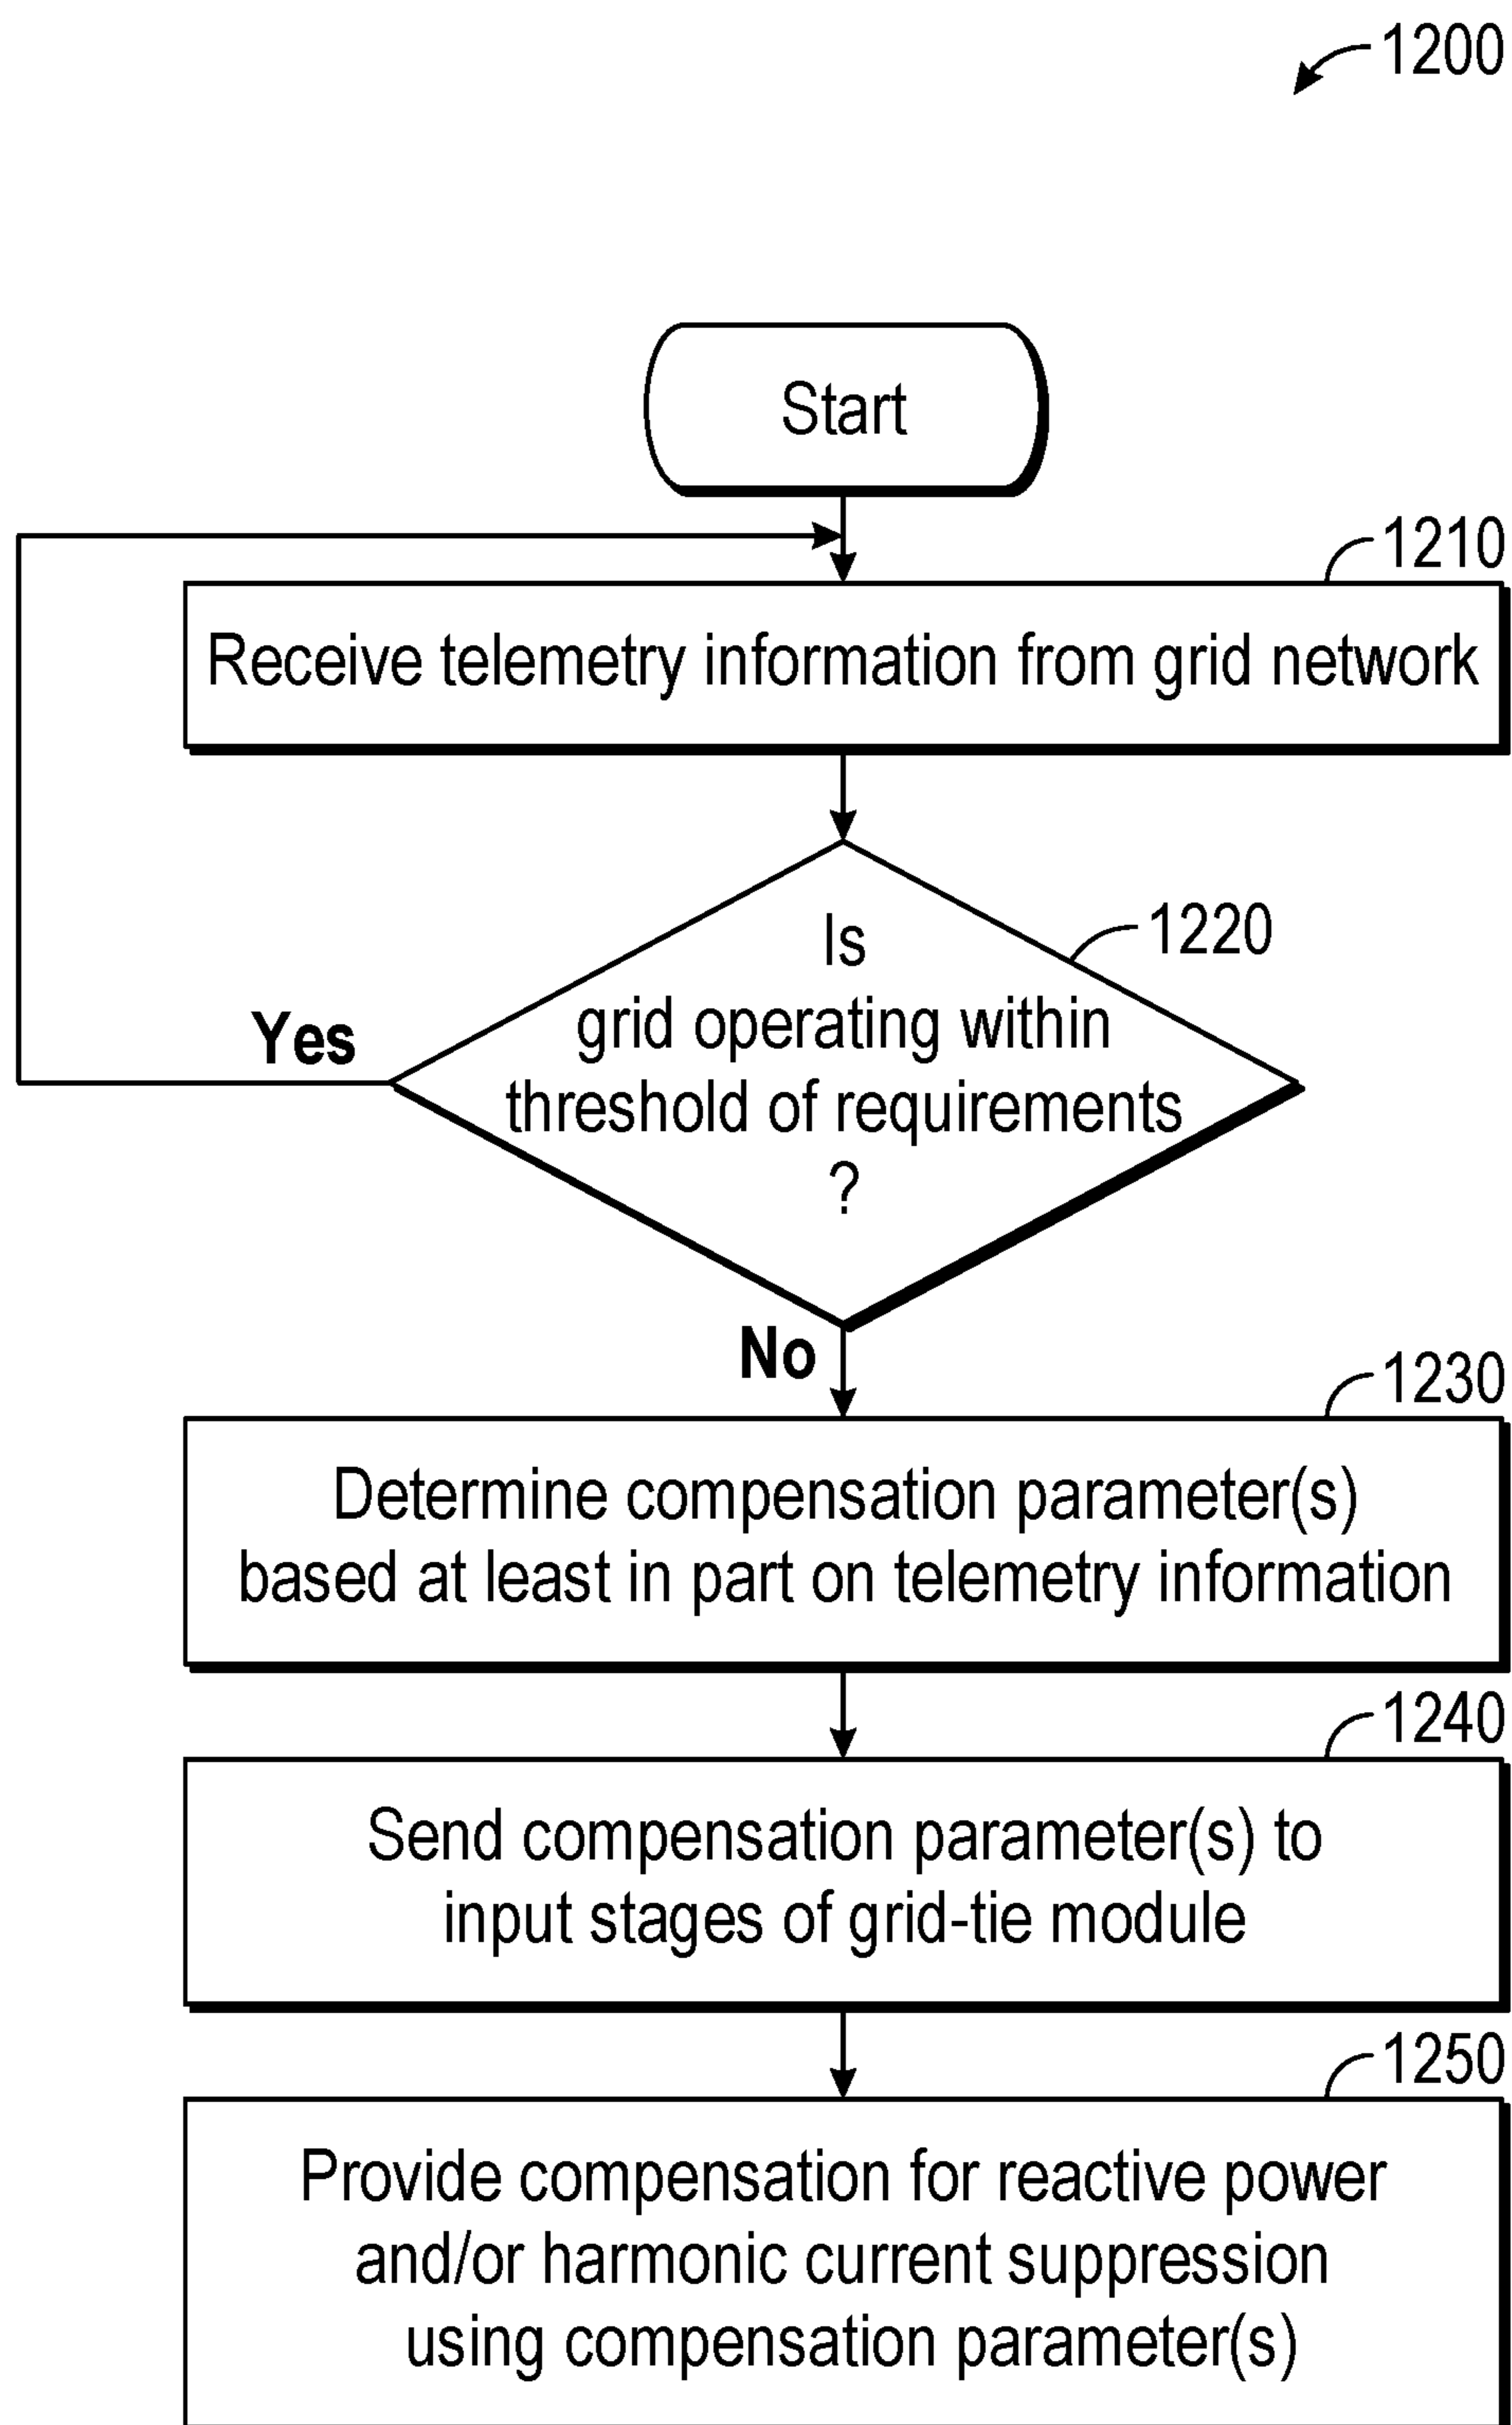 1200
Start
1210
Receive telemetry information from grid network
1220
Is
grid operating within
threshold of requirements
?
Yes
No
1230
Determine compensation parameter(s)
based at least in part on telemetry information
1240
Send compensation parameter(s) to
input stages of grid-tie module
1250
Provide compensation for reactive power
and/or harmonic current suppression
using compensation parameter(s)